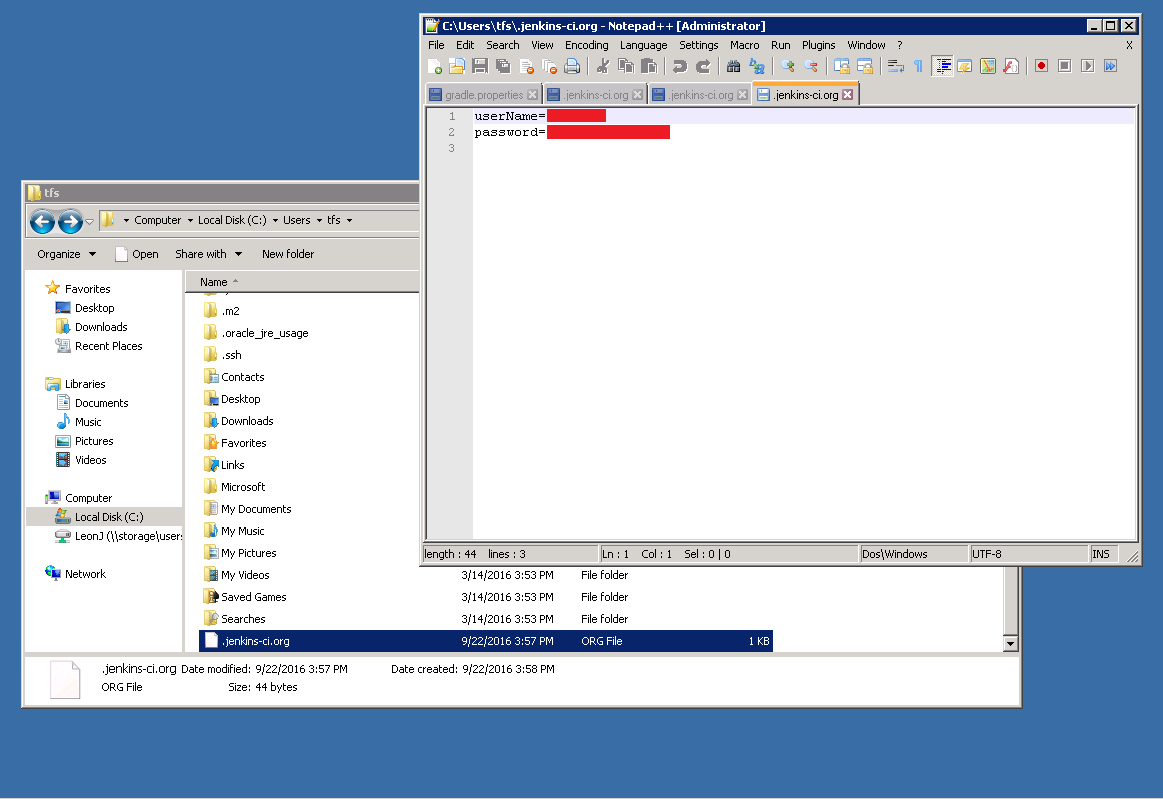 C:\Users\tfs\.jenkins-ci.org - Notepad++ [Administrator]
File Edit Search View Encoding Language Settings Macro Run Plugins Window ? X
gradle.properties .jenkins-ci.org .jenkins-ci.org .jenkins-ci.org
1 userName=
2 password=
3
length : 44 lines : 3 Ln : 1 Col : 1 Sel : 0 | 0 Dos\Windows UTF-8 INS
tfs
Computer Local Disk (C:) Users tfs
Organize Open Share with New folder
Favorites
Desktop
Downloads
Recent Places
Libraries
Documents
Music
Pictures
Videos
Computer
Local Disk (C:)
LeonJ (\\storage\users
Network
Name
.m2
.oracle_jre_usage
.ssh
Contacts
Desktop
Downloads
Favorites
Links
Microsoft
My Documents
My Music
My Pictures
My Videos 3/14/2016 3:53 PM File folder
Saved Games 3/14/2016 3:53 PM File folder
Searches 3/14/2016 3:53 PM File folder
.jenkins-ci.org 9/22/2016 3:57 PM ORG File 1 KB
.jenkins-ci.org Date modified: 9/22/2016 3:57 PM Date created: 9/22/2016 3:58 PM
ORG File Size: 44 bytes